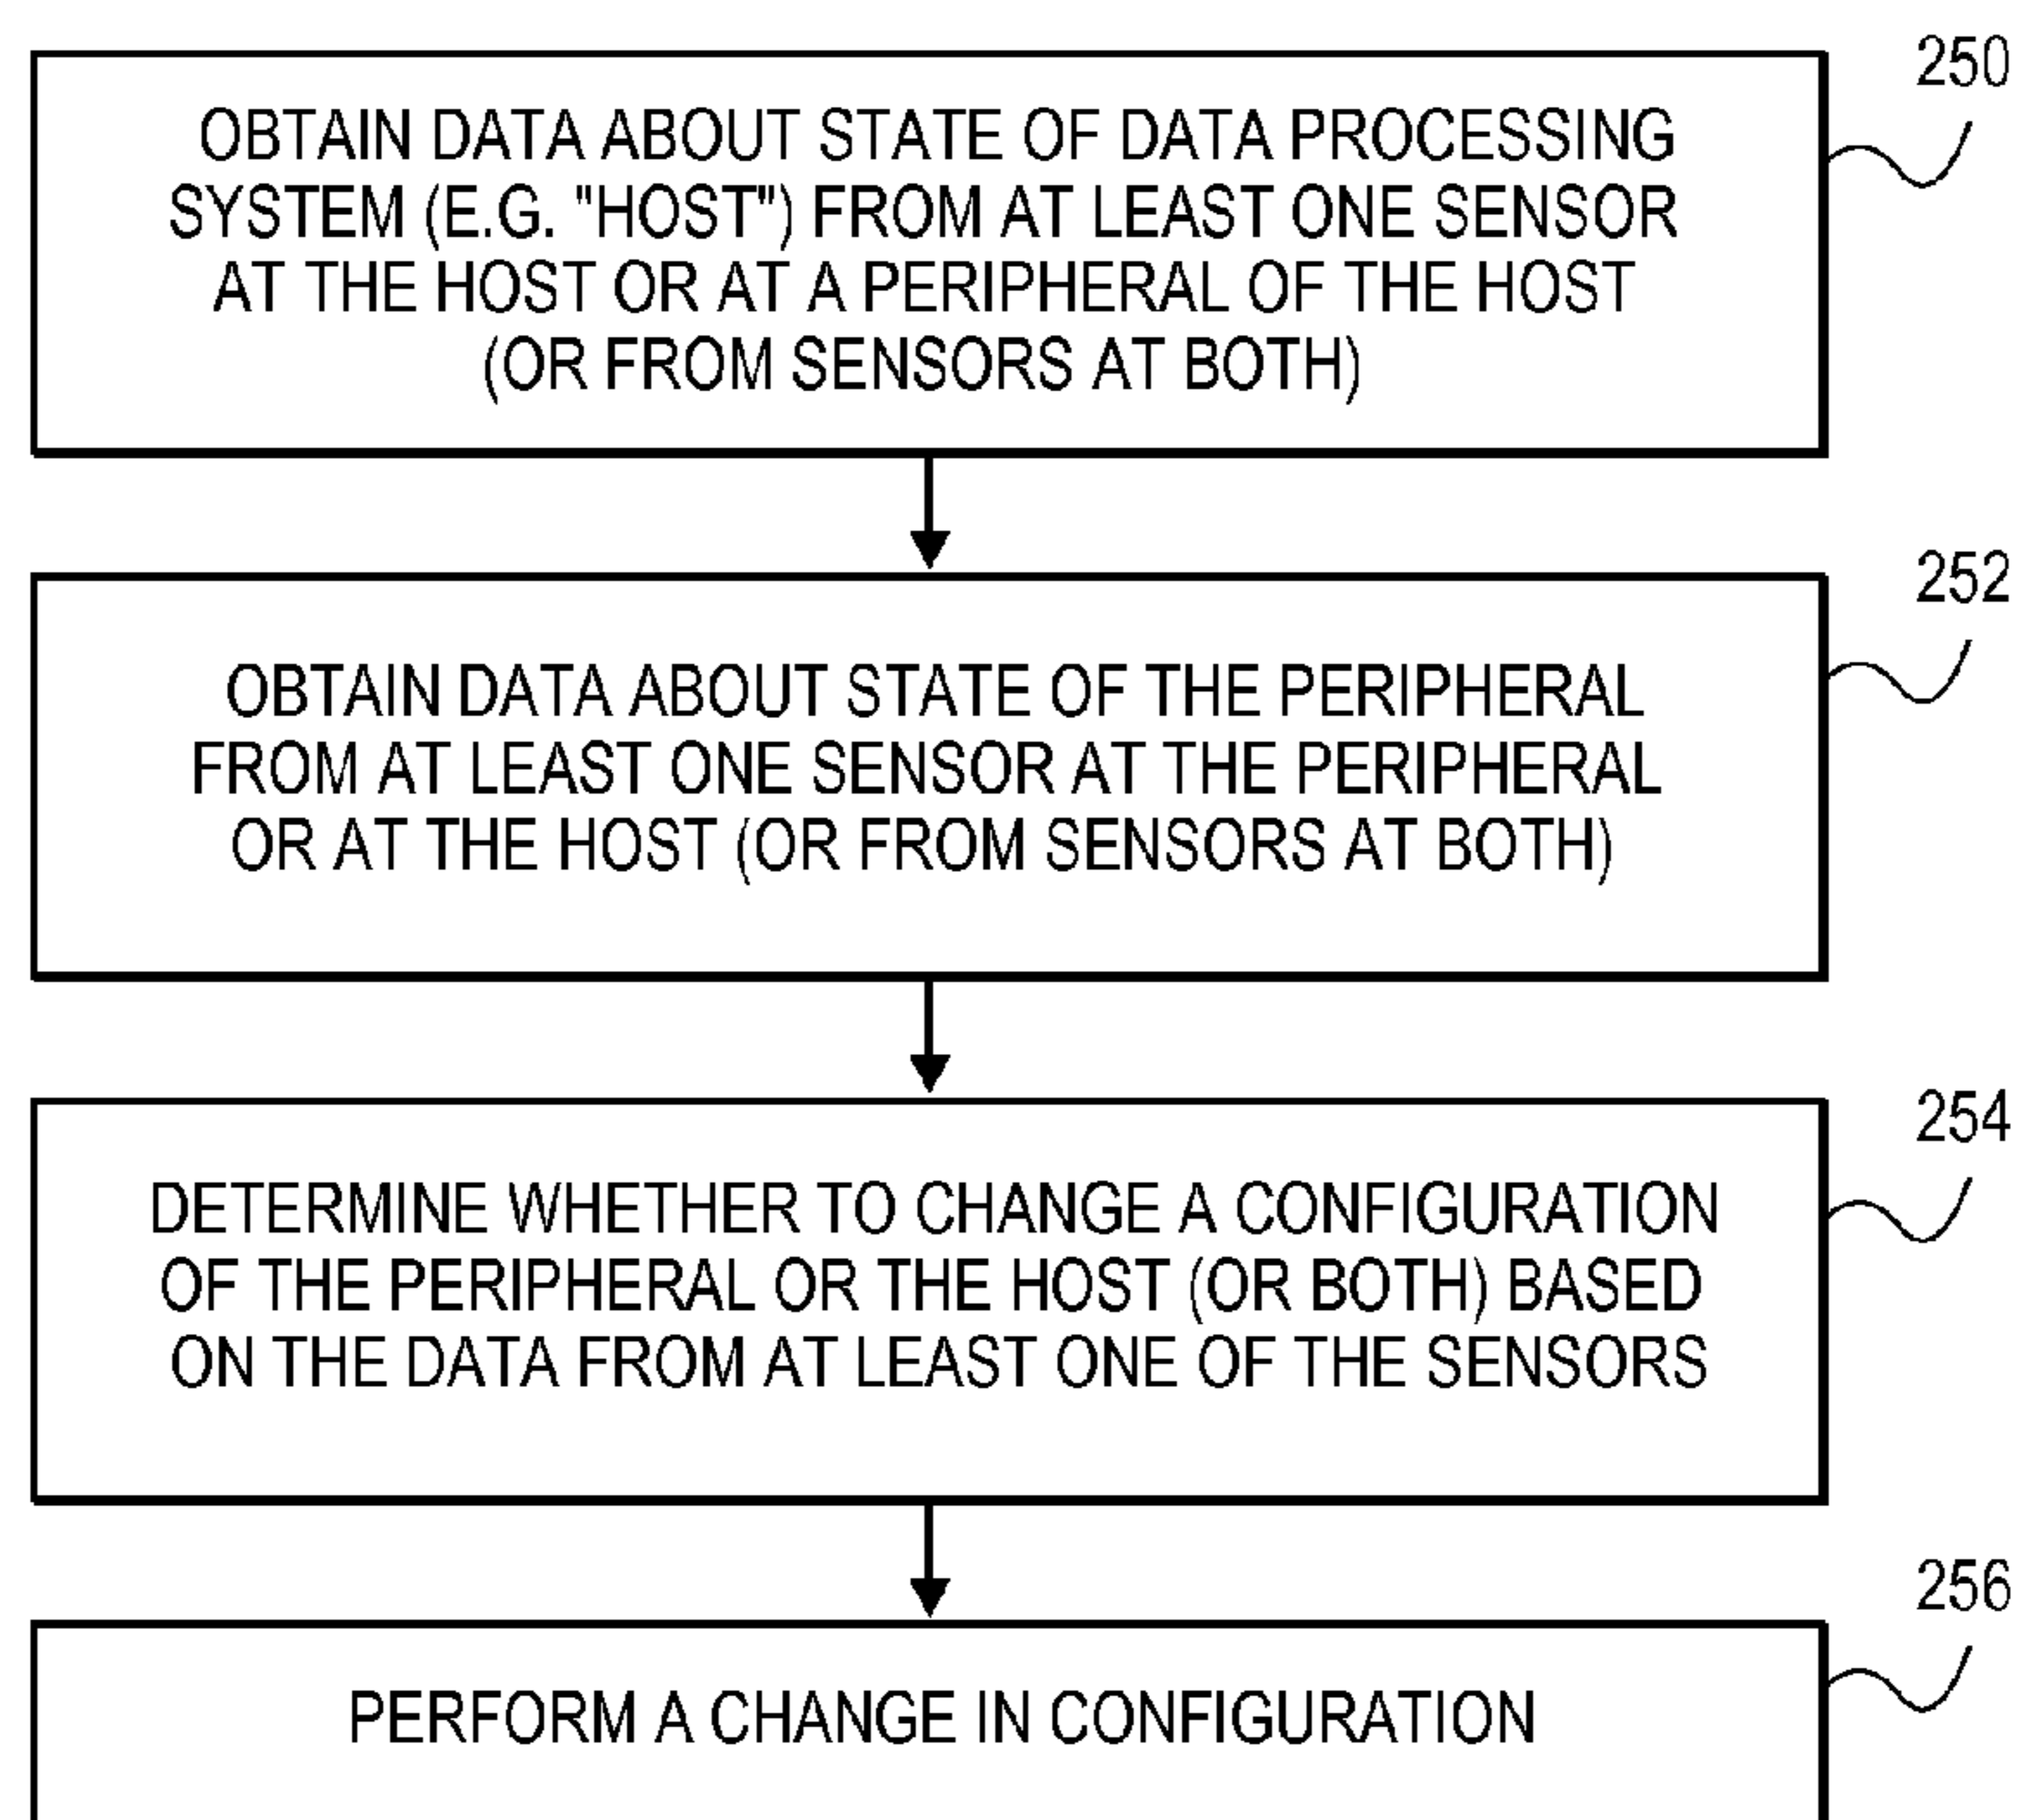 250
OBTAIN DATA ABOUT STATE OF DATA PROCESSING
SYSTEM (E.G. "HOST") FROM AT LEAST ONE SENSOR
AT THE HOST OR AT A PERIPHERAL OF THE HOST
(OR FROM SENSORS AT BOTH)
252
OBTAIN DATA ABOUT STATE OF THE PERIPHERAL
FROM AT LEAST ONE SENSOR AT THE PERIPHERAL
OR AT THE HOST (OR FROM SENSORS AT BOTH)
254
DETERMINE WHETHER TO CHANGE A CONFIGURATION
OF THE PERIPHERAL OR THE HOST (OR BOTH) BASED
ON THE DATA FROM AT LEAST ONE OF THE SENSORS
256
PERFORM A CHANGE IN CONFIGURATION